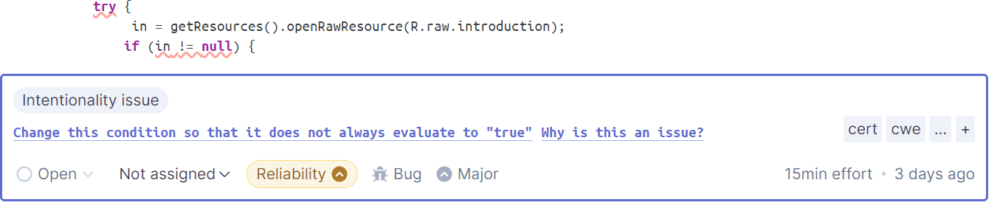 try {
in = getResources().openRawResource(R.raw.introduction);
if (in != null) {
Intentionality issue
Change this condition so that it does not always evaluate to "true" Why is this an issue?
cert cwe ... +
Open Not assigned Reliability Bug Major 15min effort • 3 days ago